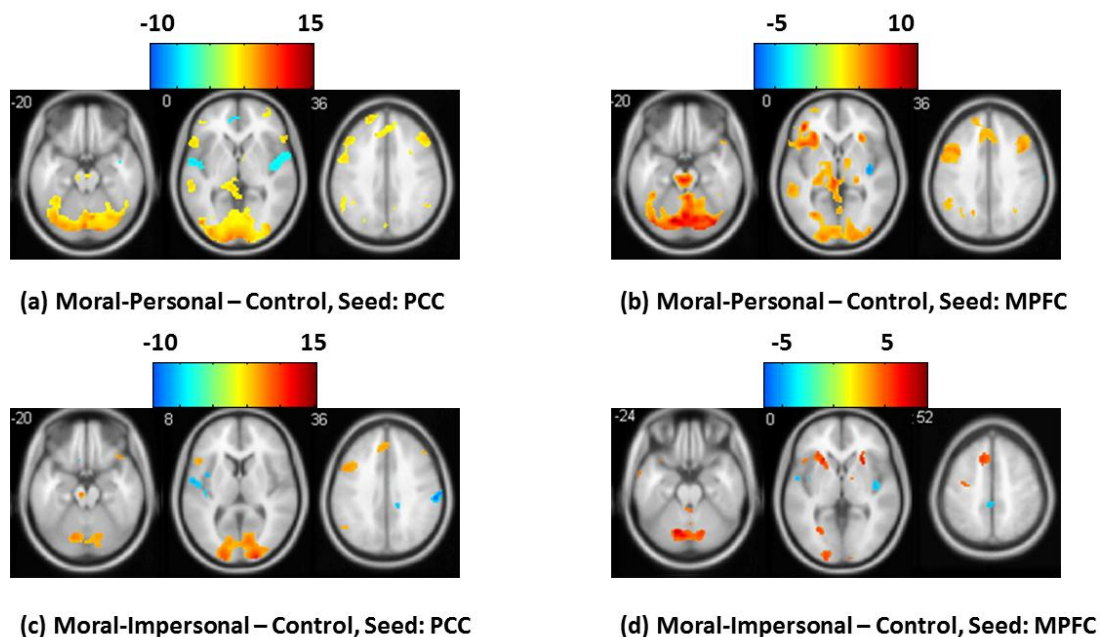 -10 15
-5 10
-20 0 36
-20 0 36
(a) Moral-Personal – Control, Seed: PCC
(b) Moral-Personal – Control, Seed: MPFC
-10 15
-5 5
-20 8 36
-24 0 52
(c) Moral-Impersonal – Control, Seed: PCC
(d) Moral-Impersonal – Control, Seed: MPFC